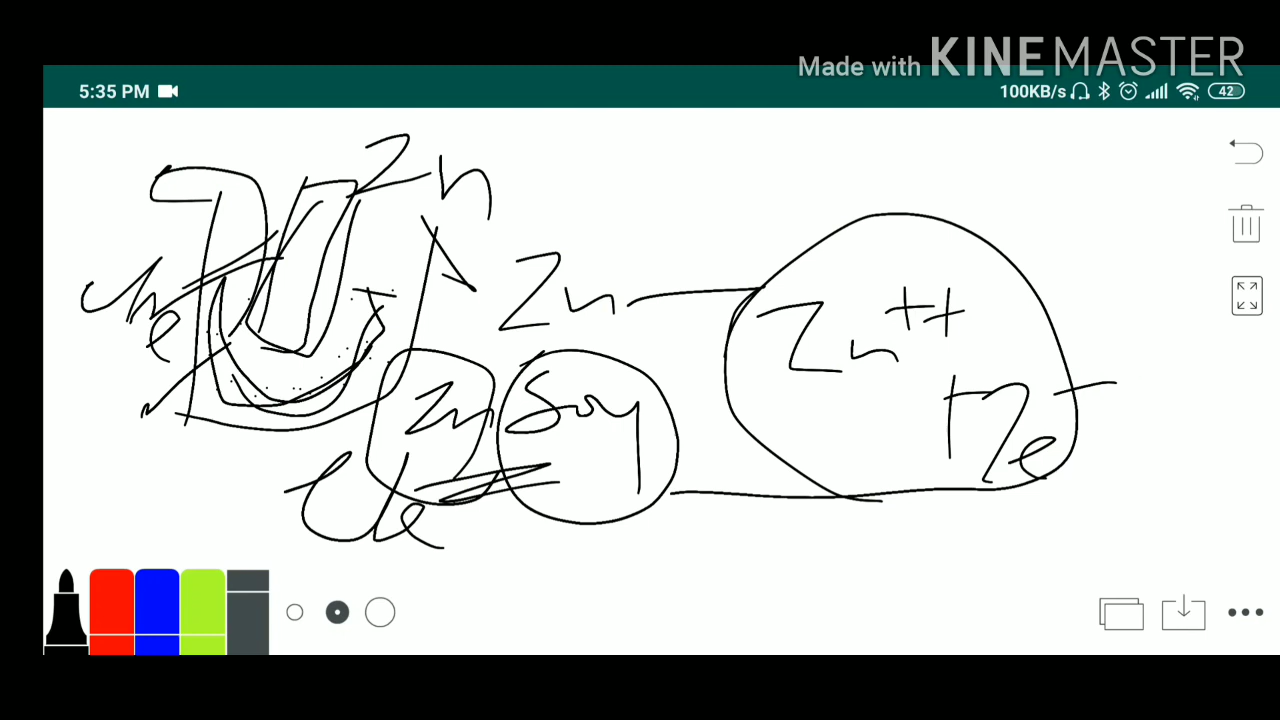 Made with KINEMASTER
5:35 PM
100KB/s
42
Zn
Zn
Zn++
+2e-
Zn SO4